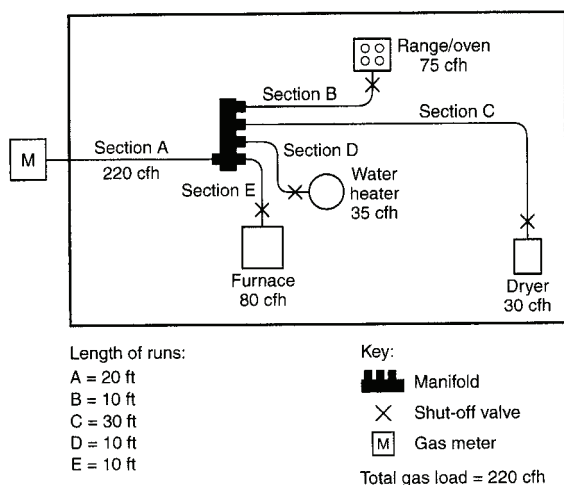 Range/oven
75 cfh
Section B
Section C
Section A
220 cfh
M
Section D
Section E
Water
heater
35 cfh
Furnace
80 cfh
Dryer
30 cfh
Length of runs:
A = 20 ft
B = 10 ft
C = 30 ft
D = 10 ft
E = 10 ft
Key:
Manifold
Shut-off valve
M Gas meter
Total gas load = 220 cfh